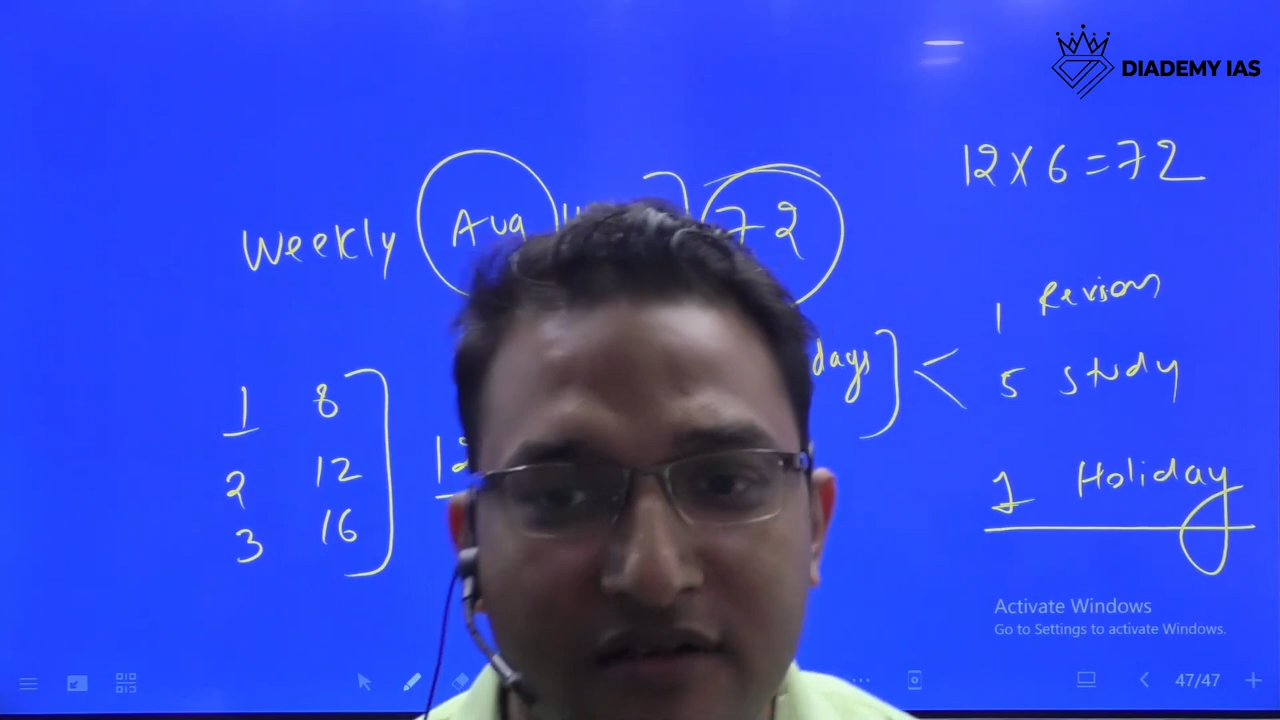 DIADEMY IAS
12 X 6 = 72
Weekly Avg
72
1 Revision
days
5 study
1 8
2 12
3 16
12
1 Holiday
Activate Windows
Go to Settings to activate Windows.
47/47